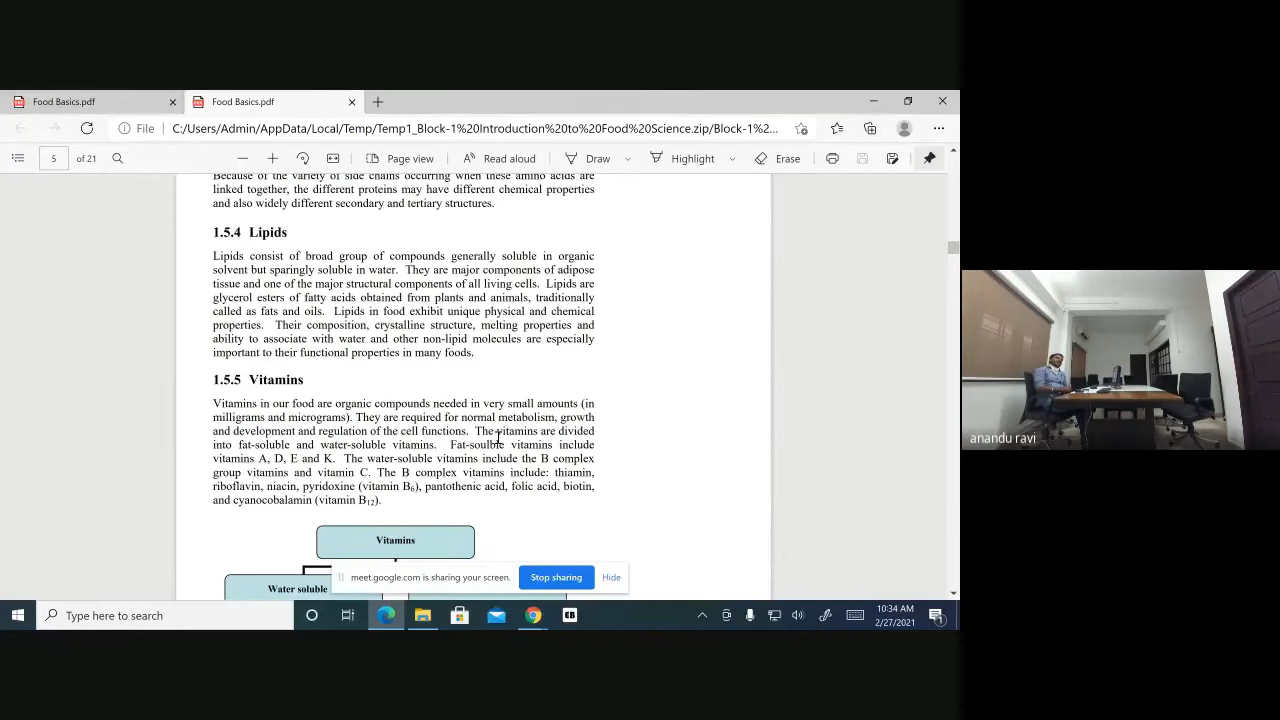 Food Basics.pdf
Food Basics.pdf
File
C:/Users/Admin/AppData/Local/Temp/Temp1_Block-1%20Introduction%20to%20Food%20Science.zip/Block-1%2...
5 of 21
Page view
Read aloud
Draw
Highlight
Erase
Because of the variety of side chains occurring when these amino acids are
linked together, the different proteins may have different chemical properties
and also widely different secondary and tertiary structures.
1.5.4 Lipids
Lipids consist of broad group of compounds generally soluble in organic
solvent but sparingly soluble in water. They are major components of adipose
tissue and one of the major structural components of all living cells. Lipids are
glycerol esters of fatty acids obtained from plants and animals, traditionally
called as fats and oils. Lipids in food exhibit unique physical and chemical
properties. Their composition, crystalline structure, melting properties and
ability to associate with water and other non-lipid molecules are especially
important to their functional properties in many foods.
1.5.5 Vitamins
Vitamins in our food are organic compounds needed in very small amounts (in
milligrams and micrograms). They are required for normal metabolism, growth
and development and regulation of the cell functions. The vitamins are divided
into fat-soluble and water-soluble vitamins. Fat-soulble vitamins include
vitamins A, D, E and K. The water-soluble vitamins include the B complex
group vitamins and vitamin C. The B complex vitamins include: thiamin,
riboflavin, niacin, pyridoxine (vitamin B6), pantothenic acid, folic acid, biotin,
and cyanocobalamin (vitamin B12).
Vitamins
Water soluble
meet.google.com is sharing your screen.
Stop sharing
Hide
Type here to search
10:34 AM
2/27/2021
anandu ravi